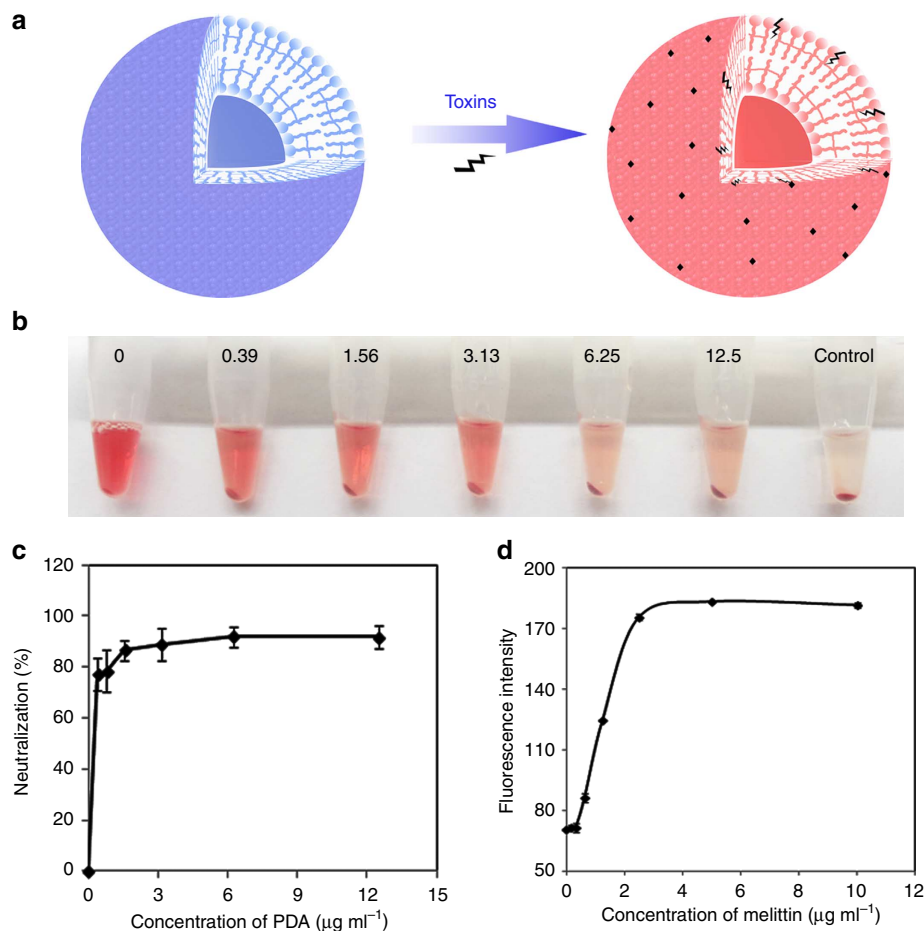 a
Toxins
b
0 0.39 1.56 3.13 6.25 12.5 Control
c
120
100
80
60
40
20
0
0 3 6 9 12 15
Neutralization (%)
Concentration of PDA (μg ml⁻¹)
d
200
170
140
110
80
50
0 2 4 6 8 10 12
Fluorescence intensity
Concentration of melittin (μg ml⁻¹)